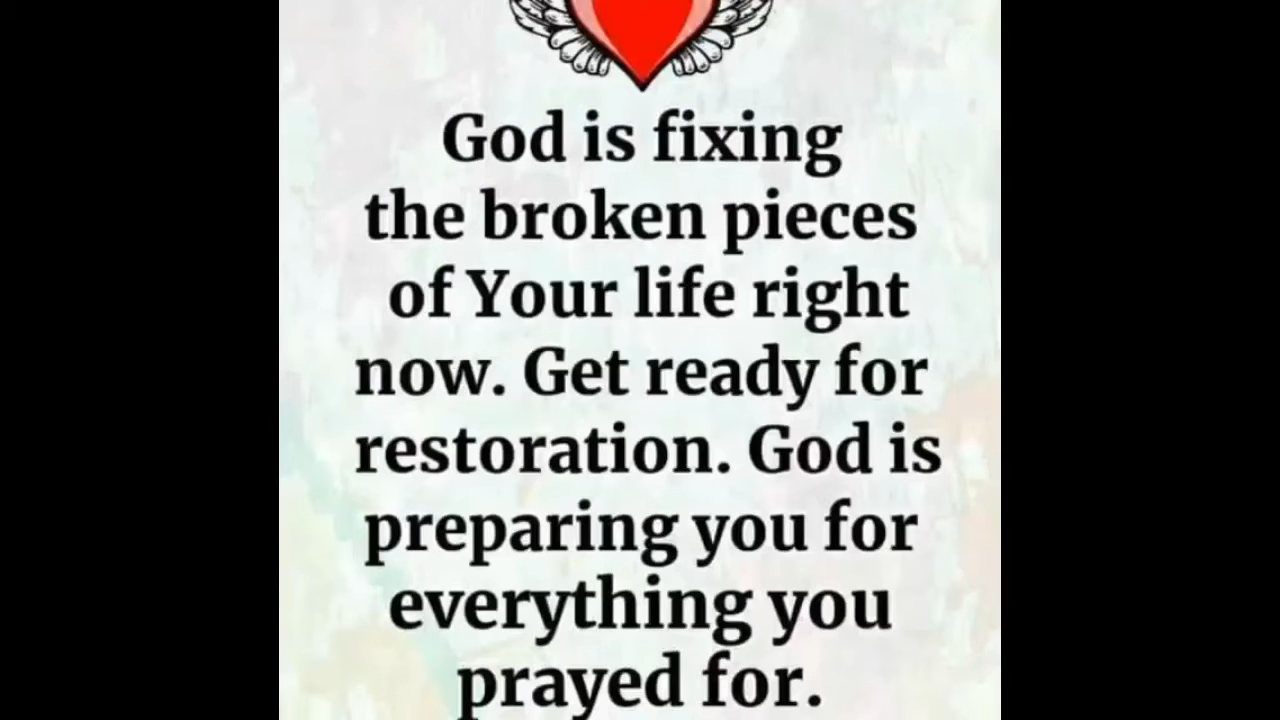 God is fixing
the broken pieces
of Your life right
now. Get ready for
restoration. God is
preparing you for
everything you
prayed for.